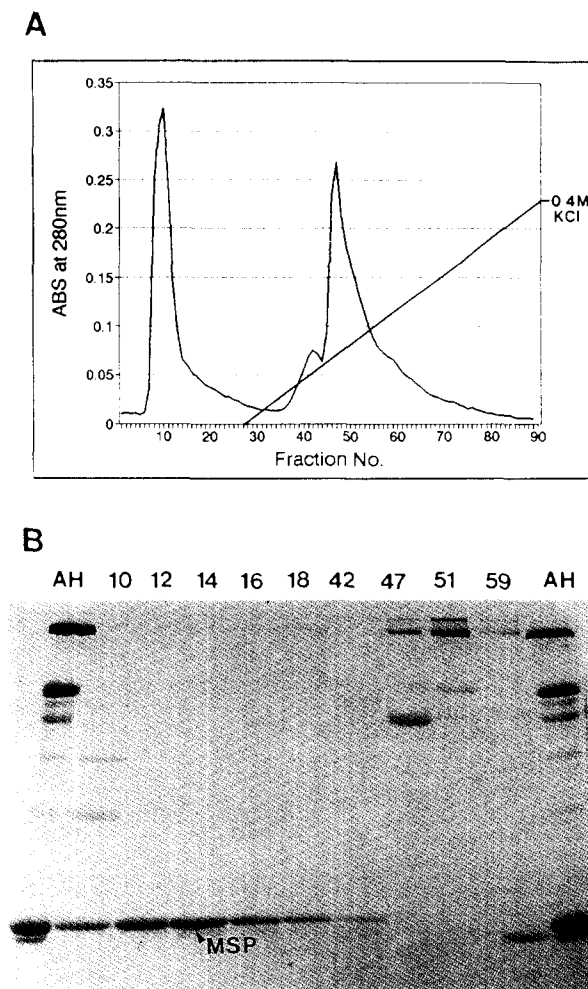 A
0.35
0.3
0.25
0.2
0.15
0.1
0.05
0
ABS at 280nm
10 20 30 40 50 60 70 80 90
Fraction No.
0 4M
KCl
B
AH 10 12 14 16 18 42 47 51 59 AH
MSP